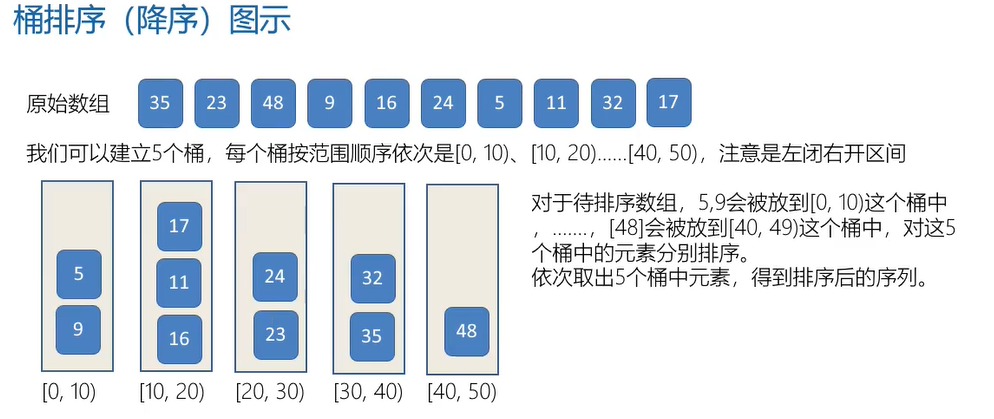 桶排序（降序）图示
原始数组 35 23 48 9 16 24 5 11 32 17
我们可以建立5个桶，每个桶按范围顺序依次是[0, 10)、[10, 20)......[40, 50)，注意是左闭右开区间
对于待排序数组，5,9会被放到[0, 10)这个桶中
，.......，[48]会被放到[40, 49)这个桶中，对这5
个桶中的元素分别排序。
依次取出5个桶中元素，得到排序后的序列。
17
5 11 24 32
9 16 23 35 48
[0, 10) [10, 20) [20, 30) [30, 40) [40, 50)